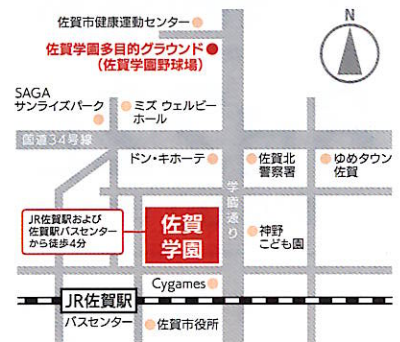 佐賀市健康運動センター
佐賀学園多目的グラウンド
(佐賀学園野球場)
N
SAGA
サンライズパーク
ミズ ウェルビー
ホール
国道34号線
ドン・キホーテ
佐賀北
警察署
ゆめタウン
佐賀
学園通り
JR佐賀駅および
佐賀駅バスセンター
から徒歩4分
佐賀
学園
神野
こども園
Cygames
JR佐賀駅
バスセンター
佐賀市役所